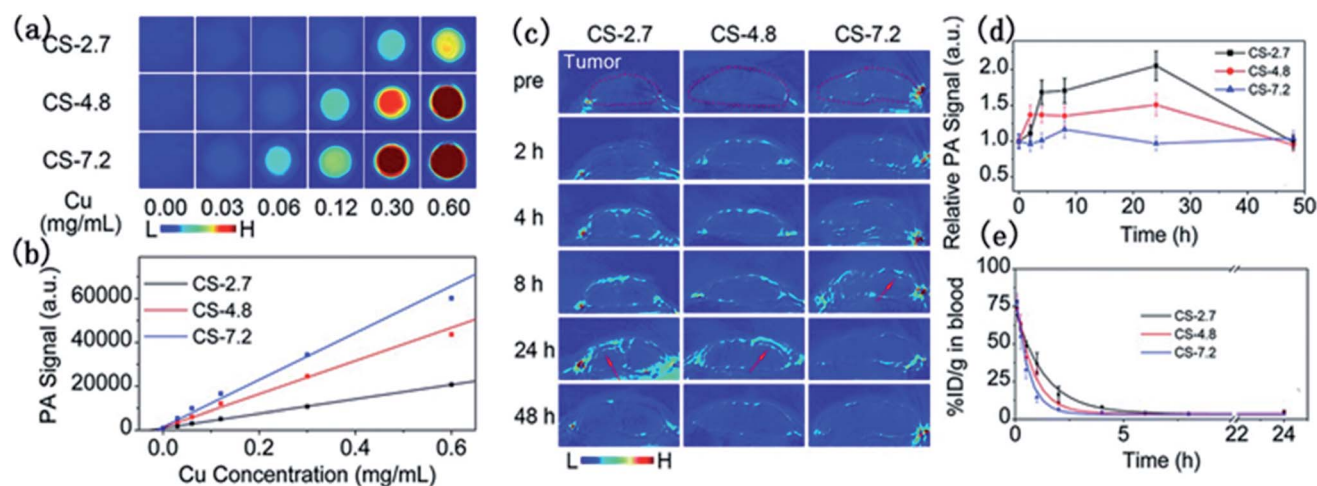 (a)
CS-2.7
CS-4.8
CS-7.2
Cu
(mg/mL)
0.00 0.03 0.06 0.12 0.30 0.60
L H
(b)
PA Signal (a.u.)
60000
40000
20000
0
CS-2.7
CS-4.8
CS-7.2
0.0 0.2 0.4 0.6
Cu Concentration (mg/mL)
(c)
CS-2.7 CS-4.8 CS-7.2
Tumor
pre
2 h
4 h
8 h
24 h
48 h
L H
(d)
Relative PA Signal (a.u.)
2.0
1.5
1.0
0.5
CS-2.7
CS-4.8
CS-7.2
0 10 20 30 40 50
Time (h)
(e)
%ID/g in blood
100
75
50
25
0
CS-2.7
CS-4.8
CS-7.2
0 5 22 24
Time (h)